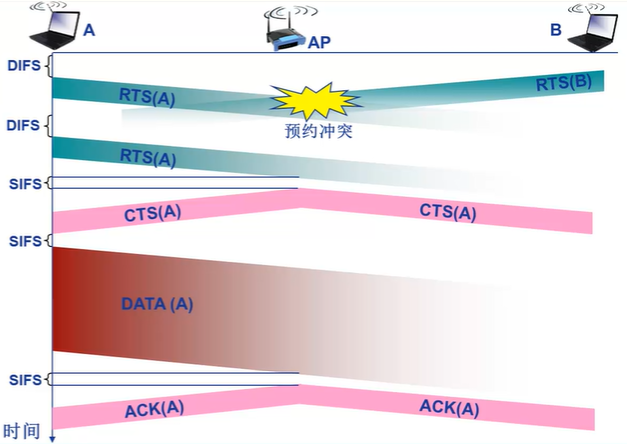 A
AP
B
DIFS
RTS(A)
RTS(B)
预约冲突
DIFS
RTS(A)
SIFS
CTS(A)
CTS(A)
SIFS
DATA (A)
SIFS
ACK(A)
ACK(A)
时间